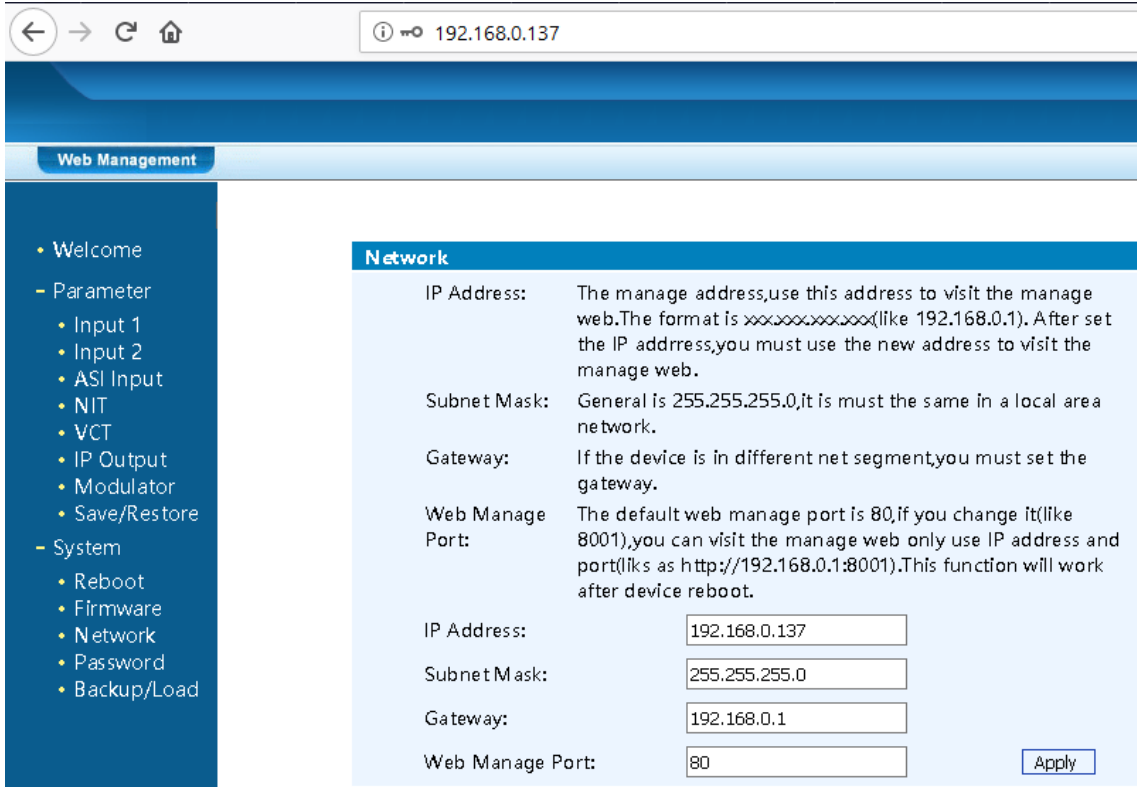 192.168.0.137
Web Management
Welcome
Parameter
Input 1
Input 2
ASI Input
NIT
VCT
IP Output
Modulator
Save/Restore
System
Reboot
Firmware
Network
Password
Backup/Load
Network
IP Address: The manage address,use this address to visit the manage
web.The format is xxx.xxx.xxx.xxx(like 192.168.0.1). After set
the IP addrress,you must use the new address to visit the
manage web.
Subnet Mask: General is 255.255.255.0,it is must the same in a local area
network.
Gateway: If the device is in different net segment,you must set the
gateway.
Web Manage The default web manage port is 80,if you change it(like
Port: 8001),you can visit the manage web only use IP address and
port(liks as http://192.168.0.1:8001).This function will work
after device reboot.
IP Address: 192.168.0.137
Subnet Mask: 255.255.255.0
Gateway: 192.168.0.1
Web Manage Port: 80 Apply